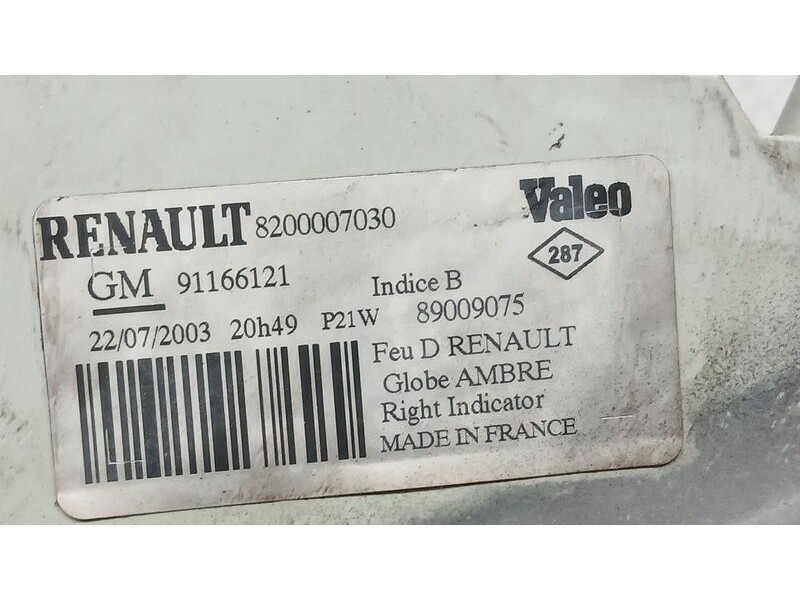 RENAULT 8200007030 Valeo
287
GM 91166121 Indice B
22/07/2003 20h49 P21W 89009075
Feu D RENAULT
Globe AMBRE
Right Indicator
MADE IN FRANCE